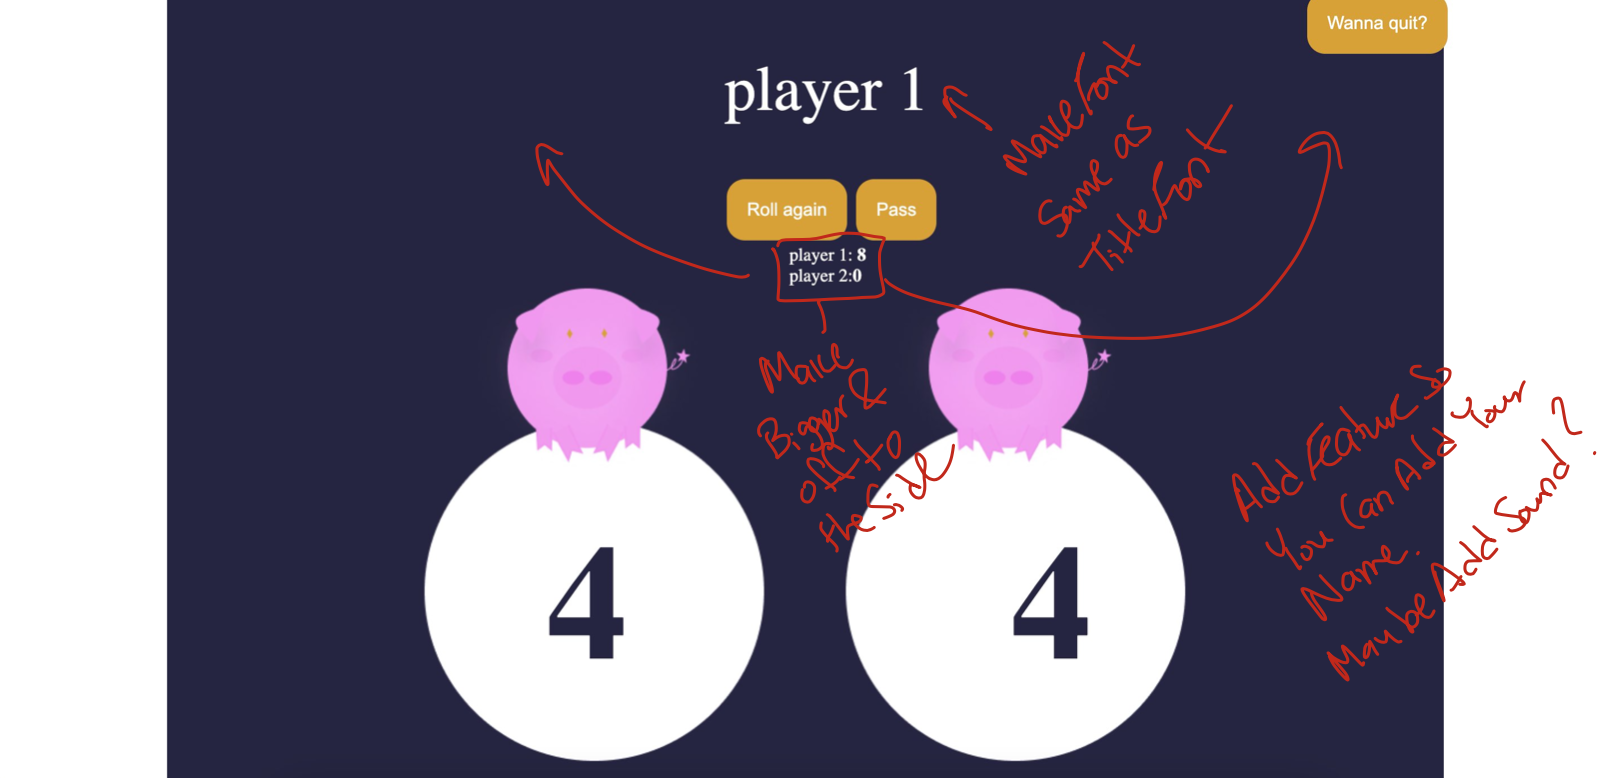 Wanna quit?
player 1
Make Font
Same as
Title Font
Roll again
Pass
player 1: 8
player 2:0
Make
Bigger &
off to
the side
4
4
Add Feature So
You Can Add Your
Name.
Maybe Add Sound?